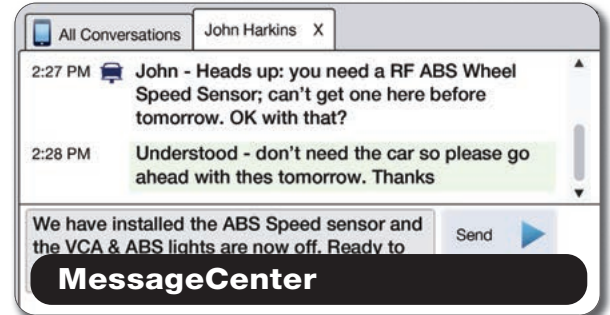 All Conversations
John Harkins X
2:27 PM John - Heads up: you need a RF ABS Wheel
Speed Sensor; can't get one here before
tomorrow. OK with that?
2:28 PM Understood - don't need the car so please go
ahead with thes tomorrow. Thanks
We have installed the ABS Speed sensor and
the VCA & ABS lights are now off. Ready to
Send
MessageCenter